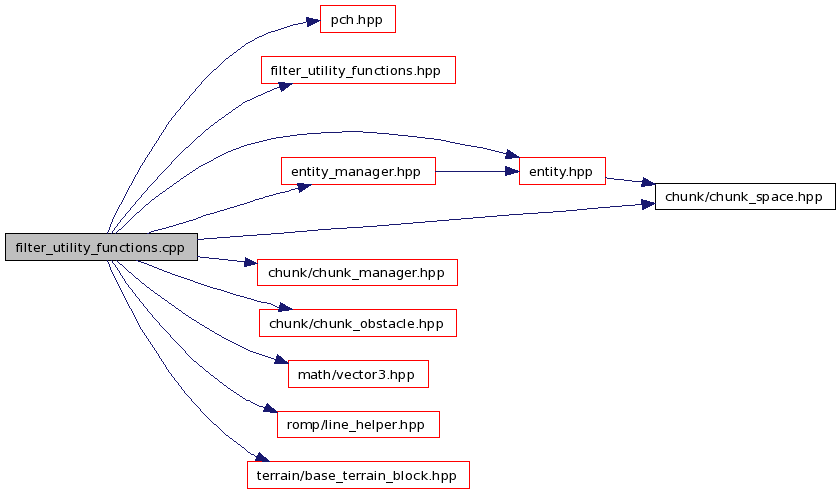 pch.hpp
filter_utility_functions.hpp
entity_manager.hpp
entity.hpp
chunk/chunk_space.hpp
filter_utility_functions.cpp
chunk/chunk_manager.hpp
chunk/chunk_obstacle.hpp
math/vector3.hpp
romp/line_helper.hpp
terrain/base_terrain_block.hpp